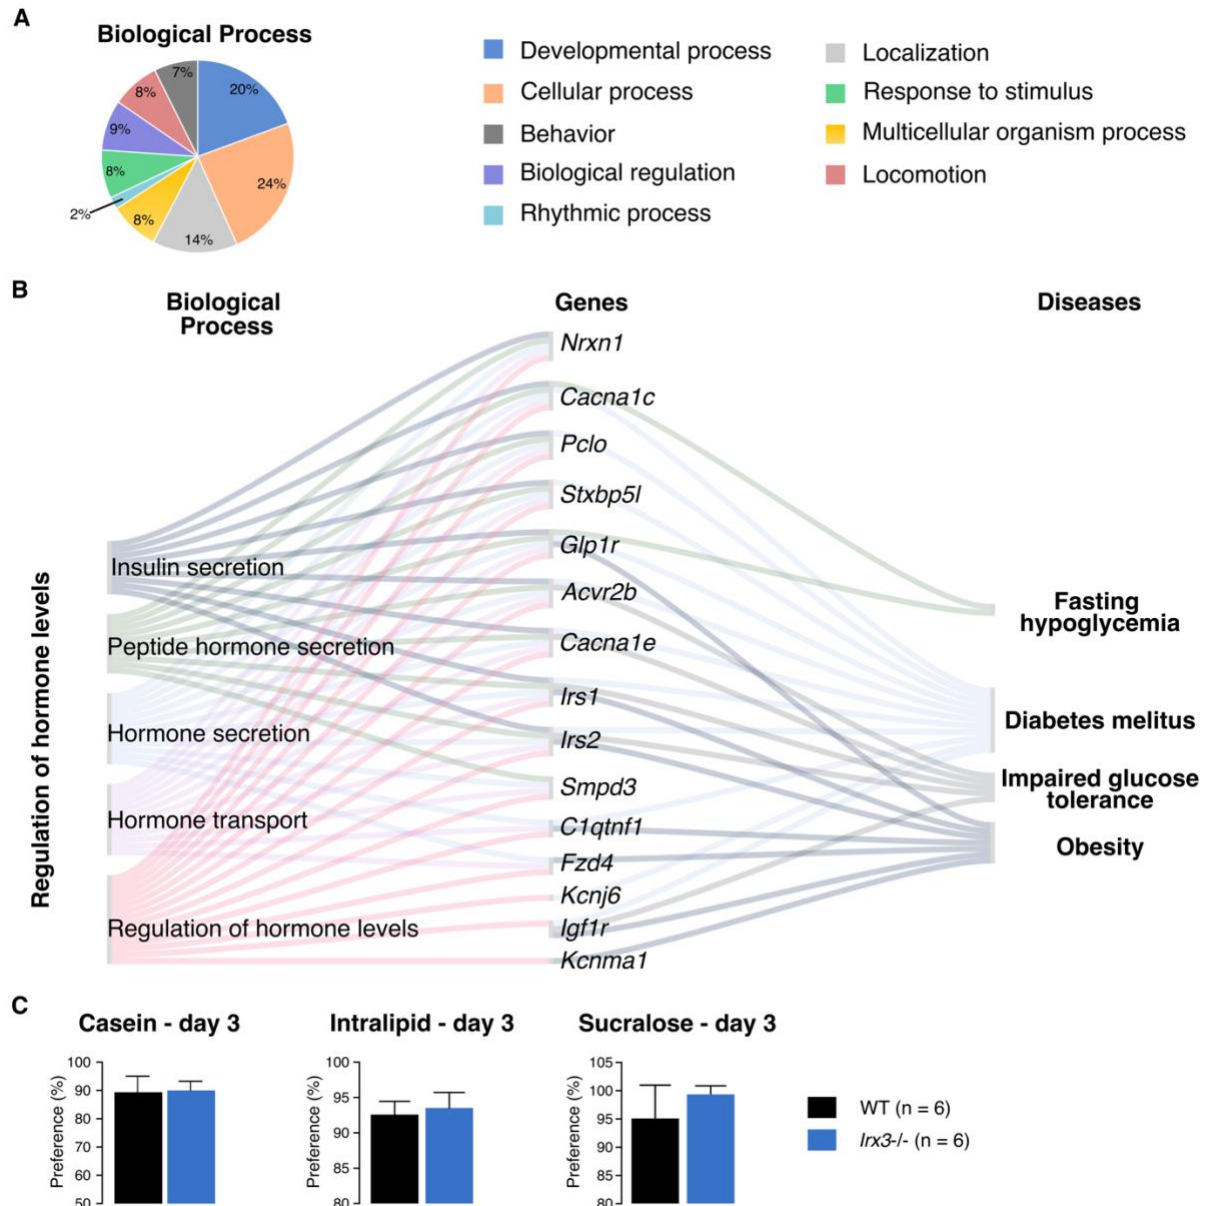 A
Biological Process
7%
20%
8%
9%
24%
8%
2%
8%
14%
Developmental process
Cellular process
Behavior
Biological regulation
Rhythmic process
Localization
Response to stimulus
Multicellular organism process
Locomotion
B
Biological
Process
Genes
Diseases
Regulation of hormone levels
Insulin secretion
Peptide hormone secretion
Hormone secretion
Hormone transport
Regulation of hormone levels
Nrxn1
Cacna1c
Pclo
Stxbp5l
Glp1r
Acvr2b
Cacna1e
Irs1
Irs2
Smpd3
C1qtnf1
Fzd4
Kcnj6
Igf1r
Kcnma1
Fasting
hypoglycemia
Diabetes melitus
Impaired glucose
tolerance
Obesity
C
Casein - day 3
Preference (%)
100
90
80
70
60
50
Intralipid - day 3
Preference (%)
100
95
90
85
80
Sucralose - day 3
Preference (%)
105
100
95
90
85
80
WT (n = 6)
Irx3-/- (n = 6)